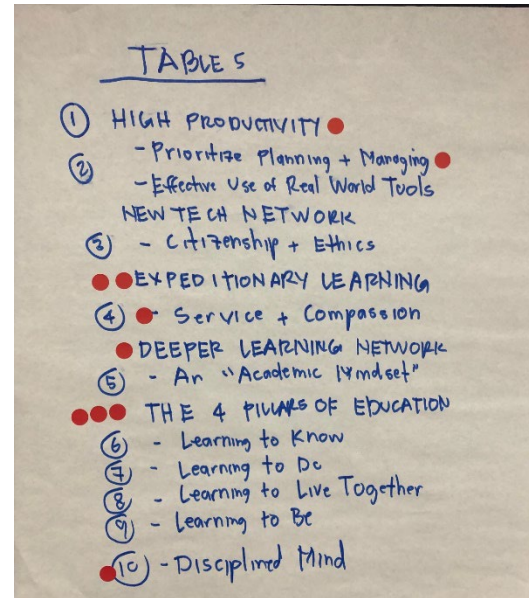 TABLE 5
① HIGH PRODUCTIVITY
② - Prioritize Planning + Managing
- Effective Use of Real World Tools
NEW TECH NETWORK
③ - Citizenship + Ethics
EXPEDITIONARY LEARNING
④ - Service + Compassion
DEEPER LEARNING NETWORK
⑤ - An "Academic Mindset"
THE 4 PILLARS OF EDUCATION
⑥ - Learning to Know
⑦ - Learning to Do
⑧ - Learning to Live Together
⑨ - Learning to Be
⑩ - Disciplined Mind